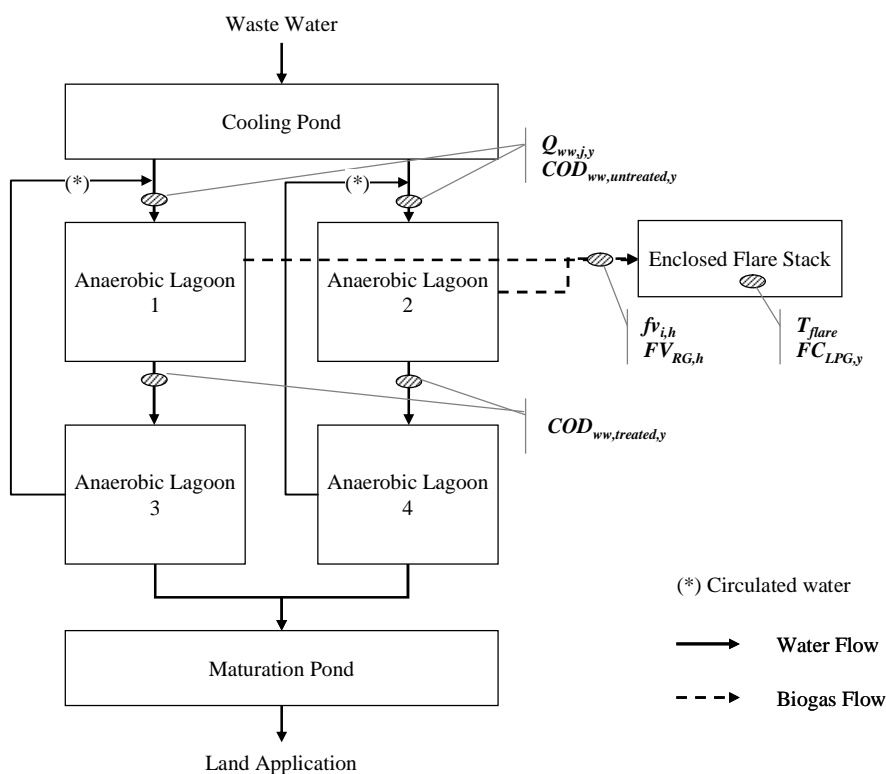 Waste Water
Cooling Pond
Q_ww,j,y
COD_ww,untreated,y
(*)
(*)
Anaerobic Lagoon
1
Anaerobic Lagoon
2
Enclosed Flare Stack
fv_i,h
FV_RG,h
T_flare
FC_LPG,y
COD_ww,treated,y
Anaerobic Lagoon
3
Anaerobic Lagoon
4
(*) Circulated water
Water Flow
Maturation Pond
Biogas Flow
Land Application